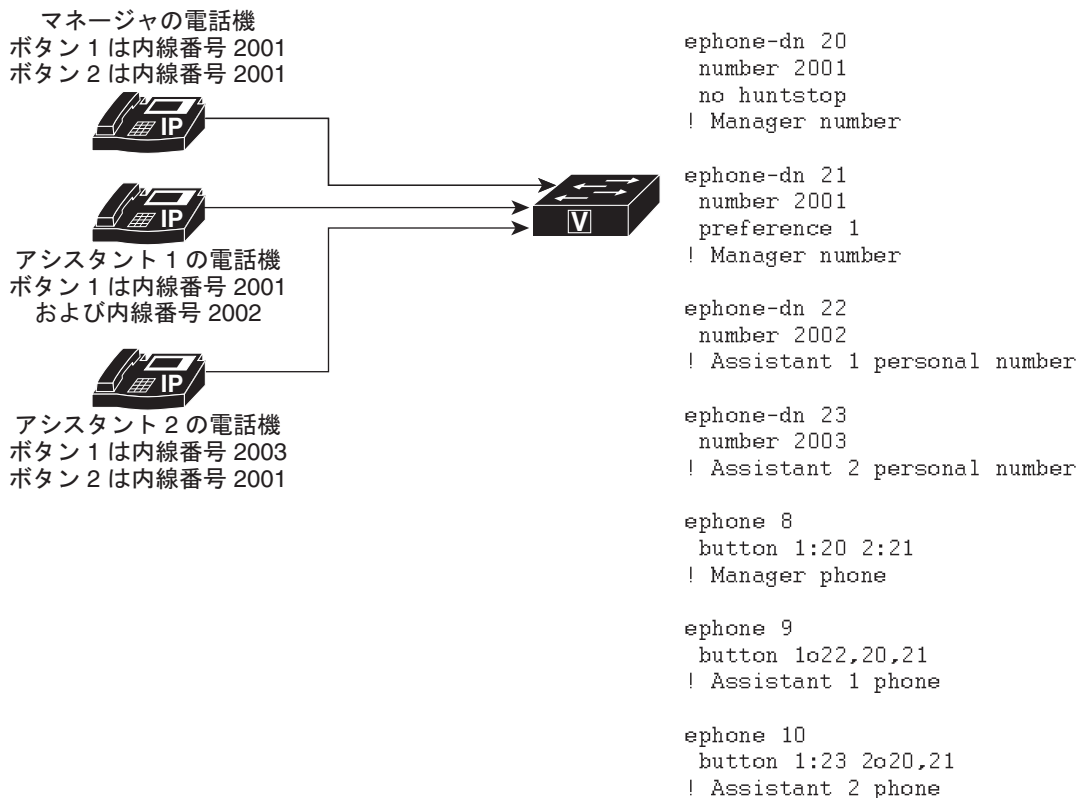 マネージャの電話機
ボタン 1 は内線番号 2001
ボタン 2 は内線番号 2001
IP
IP
アシスタント 1 の電話機
ボタン 1 は内線番号 2001
および内線番号 2002
IP
アシスタント 2 の電話機
ボタン 1 は内線番号 2003
ボタン 2 は内線番号 2001
V
ephone-dn 20
number 2001
no huntstop
! Manager number
ephone-dn 21
number 2001
preference 1
! Manager number
ephone-dn 22
number 2002
! Assistant 1 personal number
ephone-dn 23
number 2003
! Assistant 2 personal number
ephone 8
button 1:20 2:21
! Manager phone
ephone 9
button 1o22,20,21
! Assistant 1 phone
ephone 10
button 1:23 2o20,21
! Assistant 2 phone